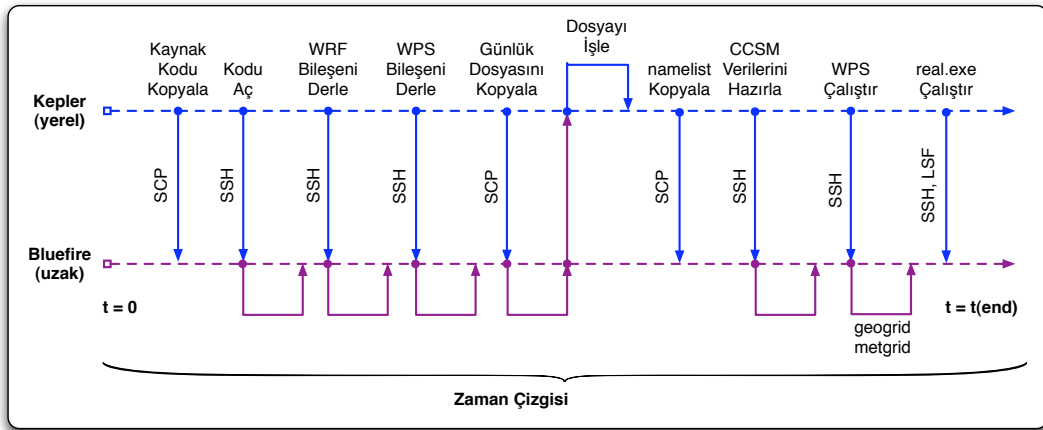 Kaynak
Kodu
Kopyala
Kodu
Aç
WRF
Bileşeni
Derle
WPS
Bileşeni
Derle
Günlük
Dosyasını
Kopyala
Dosyayı
İşle
namelist
Kopyala
CCSM
Verilerini
Hazırla
WPS
Çalıştır
real.exe
Çalıştır
Kepler
(yerel)
SCP
SSH
SSH
SSH
SCP
SCP
SSH
SSH
SSH, LSF
Bluefire
(uzak)
t = 0
t = t(end)
geogrid
metgrid
Zaman Çizgisi